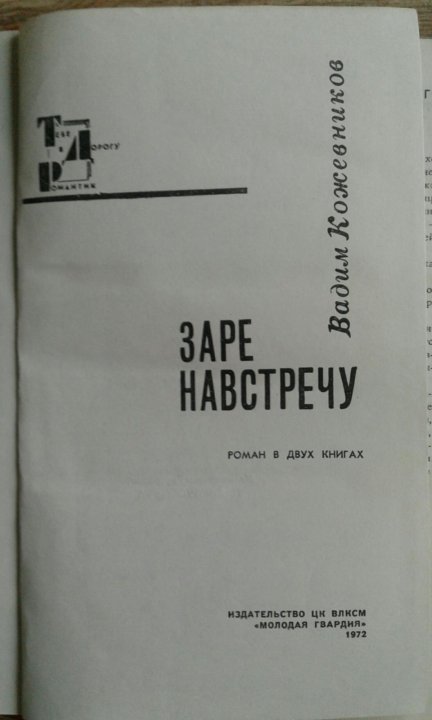 Тебе
в Дорогу
Романтик
Вадим Кожевников
ЗАРЕ
НАВСТРЕЧУ
РОМАН В ДВУХ КНИГАХ
ИЗДАТЕЛЬСТВО ЦК ВЛКСМ
«МОЛОДАЯ ГВАРДИЯ»
1972